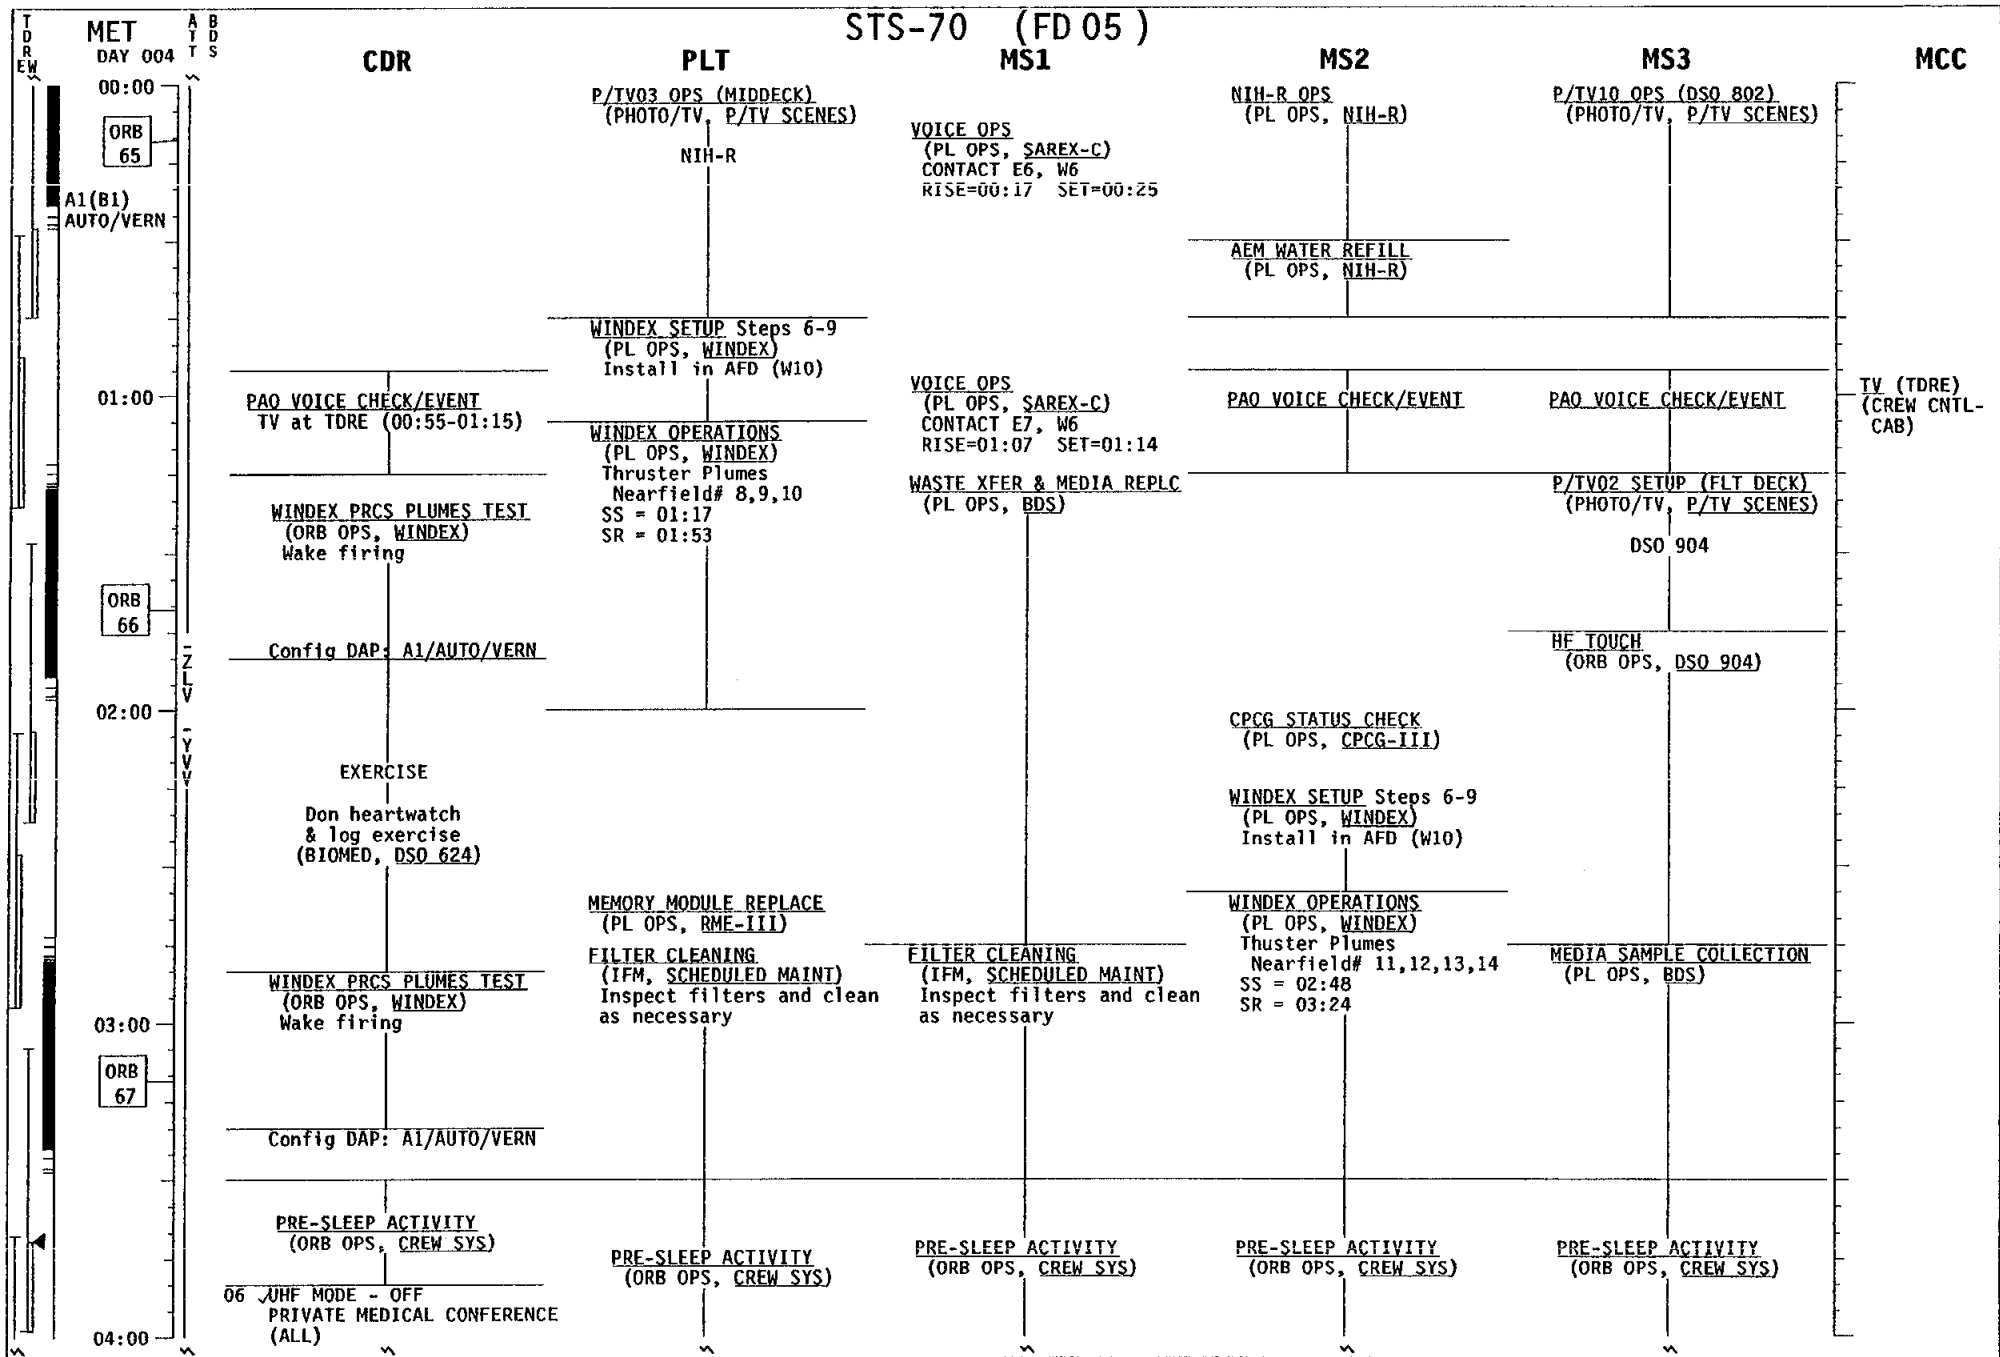 STS-70 (FD 05)
TDRE W
MET
DAY 004
ATT
BDS
CDR
PLT
MS1
MS2
MS3
MCC
00:00
ORB
65
A1(B1)
AUTO/VERN
01:00
ORB
66
-ZLV
02:00
-YVV
03:00
ORB
67
04:00
PAO VOICE CHECK/EVENT
TV at TDRE (00:55-01:15)
WINDEX PRCS PLUMES TEST
(ORB OPS, WINDEX)
Wake firing
Config DAP: A1/AUTO/VERN
EXERCISE
Don heartwatch
& log exercise
(BIOMED, DSO 624)
WINDEX PRCS PLUMES TEST
(ORB OPS, WINDEX)
Wake firing
Config DAP: A1/AUTO/VERN
PRE-SLEEP ACTIVITY
(ORB OPS, CREW SYS)
06 ✓UHF MODE - OFF
PRIVATE MEDICAL CONFERENCE
(ALL)
P/TV03 OPS (MIDDECK)
(PHOTO/TV, P/TV SCENES)
NIH-R
WINDEX SETUP Steps 6-9
(PL OPS, WINDEX)
Install in AFD (W10)
WINDEX OPERATIONS
(PL OPS, WINDEX)
Thruster Plumes
Nearfield# 8,9,10
SS = 01:17
SR = 01:53
MEMORY MODULE REPLACE
(PL OPS, RME-III)
FILTER CLEANING
(IFM, SCHEDULED MAINT)
Inspect filters and clean
as necessary
PRE-SLEEP ACTIVITY
(ORB OPS, CREW SYS)
VOICE OPS
(PL OPS, SAREX-C)
CONTACT E6, W6
RISE=00:17 SET=00:25
VOICE OPS
(PL OPS, SAREX-C)
CONTACT E7, W6
RISE=01:07 SET=01:14
WASTE XFER & MEDIA REPLC
(PL OPS, BDS)
FILTER CLEANING
(IFM, SCHEDULED MAINT)
Inspect filters and clean
as necessary
PRE-SLEEP ACTIVITY
(ORB OPS, CREW SYS)
NIH-R OPS
(PL OPS, NIH-R)
AEM WATER REFILL
(PL OPS, NIH-R)
PAO VOICE CHECK/EVENT
CPCG STATUS CHECK
(PL OPS, CPCG-III)
WINDEX SETUP Steps 6-9
(PL OPS, WINDEX)
Install in AFD (W10)
WINDEX OPERATIONS
(PL OPS, WINDEX)
Thuster Plumes
Nearfield# 11,12,13,14
SS = 02:48
SR = 03:24
PRE-SLEEP ACTIVITY
(ORB OPS, CREW SYS)
P/TV10 OPS (DSO 802)
(PHOTO/TV, P/TV SCENES)
PAO VOICE CHECK/EVENT
P/TV02 SETUP (FLT DECK)
(PHOTO/TV, P/TV SCENES)
DSO 904
HF TOUCH
(ORB OPS, DSO 904)
MEDIA SAMPLE COLLECTION
(PL OPS, BDS)
PRE-SLEEP ACTIVITY
(ORB OPS, CREW SYS)
TV (TDRE)
(CREW CNTL-
CAB)